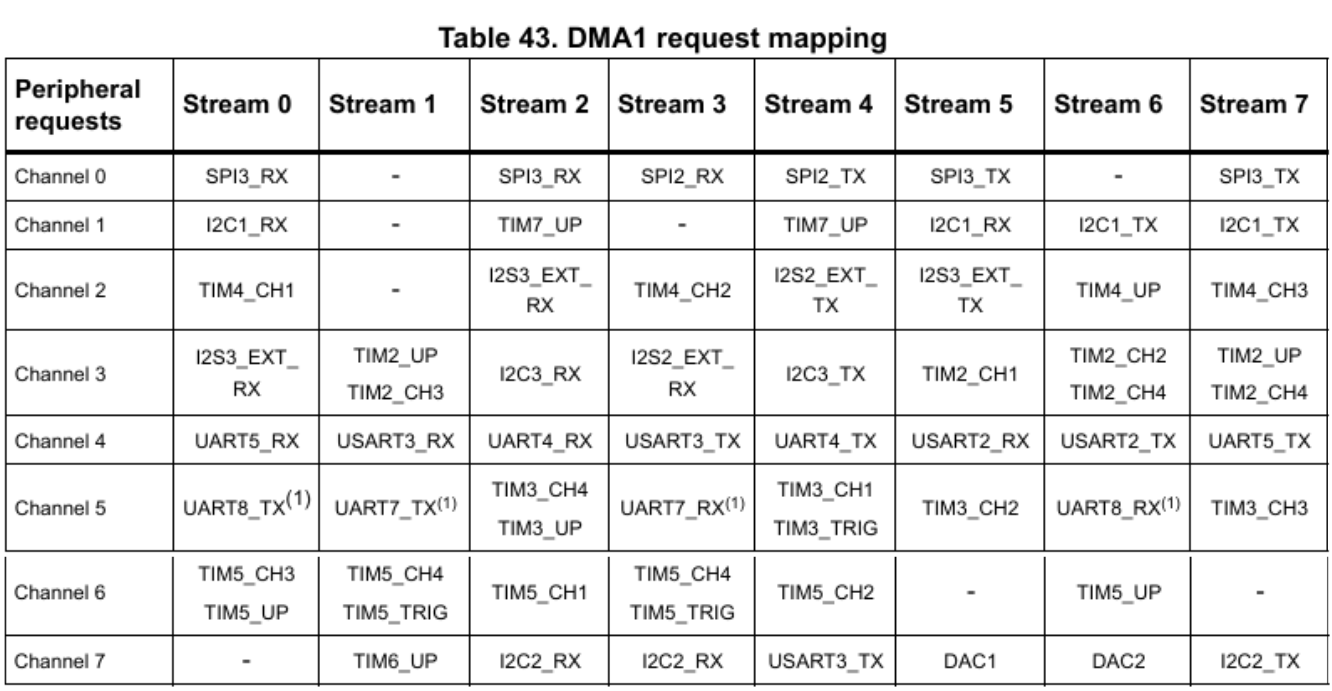 Table 43. DMA1 request mapping
Peripheral requests Stream 0 Stream 1 Stream 2 Stream 3 Stream 4 Stream 5 Stream 6 Stream 7
Channel 0 SPI3_RX - SPI3_RX SPI2_RX SPI2_TX SPI3_TX - SPI3_TX
Channel 1 I2C1_RX - TIM7_UP - TIM7_UP I2C1_RX I2C1_TX I2C1_TX
Channel 2 TIM4_CH1 - I2S3_EXT_RX TIM4_CH2 I2S2_EXT_TX I2S3_EXT_TX TIM4_UP TIM4_CH3
Channel 3 I2S3_EXT_RX TIM2_UP TIM2_CH3 I2C3_RX I2S2_EXT_RX I2C3_TX TIM2_CH1 TIM2_CH2 TIM2_CH4 TIM2_UP TIM2_CH4
Channel 4 UART5_RX USART3_RX UART4_RX USART3_TX UART4_TX USART2_RX USART2_TX UART5_TX
Channel 5 UART8_TX(1) UART7_TX(1) TIM3_CH4 TIM3_UP UART7_RX(1) TIM3_CH1 TIM3_TRIG TIM3_CH2 UART8_RX(1) TIM3_CH3
Channel 6 TIM5_CH3 TIM5_UP TIM5_CH4 TIM5_TRIG TIM5_CH1 TIM5_CH4 TIM5_TRIG TIM5_CH2 - TIM5_UP -
Channel 7 - TIM6_UP I2C2_RX I2C2_RX USART3_TX DAC1 DAC2 I2C2_TX